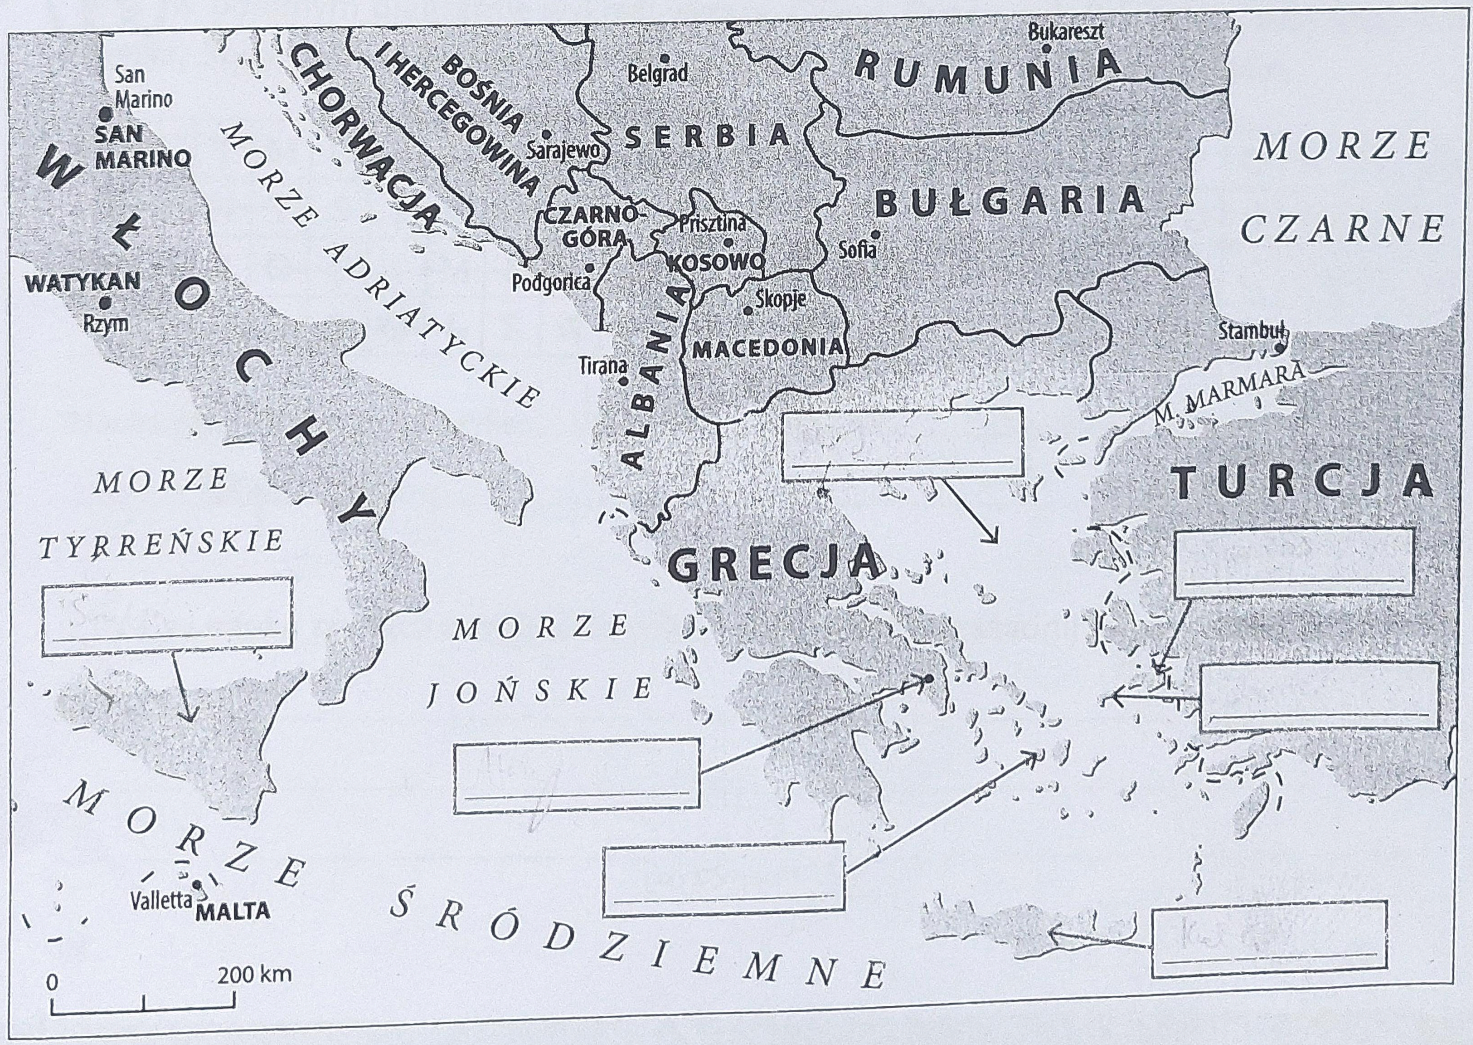 Bukareszt
RUMUNIA
San
Marino
SAN
MARINO
CHORWACJA
BOŚNIA
I HERCEGOWINA
Sarajewo
Belgrad
SERBIA
MORZE
CZARNE
BUŁGARIA
Sofia
WŁOCHY
MORZE ADRIATYCKIE
CZARNO-
GÓRA
Podgorica
Prisztina
KOSOWO
Skopje
MACEDONIA
WATYKAN
Rzym
Tirana
ALBANIA
Stambuł
M. MARMARA
TURCJA
MORZE
TYRREŃSKIE
GRECJA
MORZE
JOŃSKIE
MORZE ŚRÓDZIEMNE
Valletta
MALTA
0 200 km